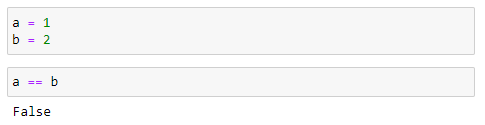 a = 1
b = 2
a == b
False